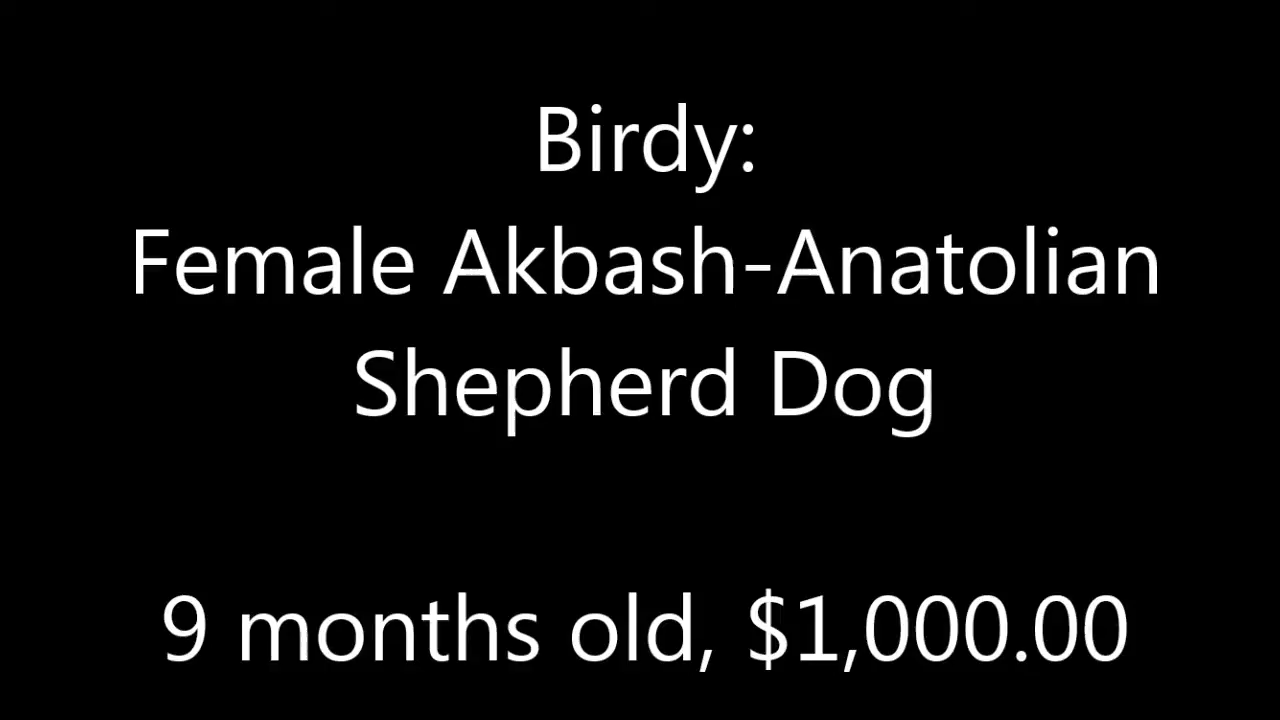 Birdy:
Female Akbash-Anatolian
Shepherd Dog
9 months old, $1,000.00